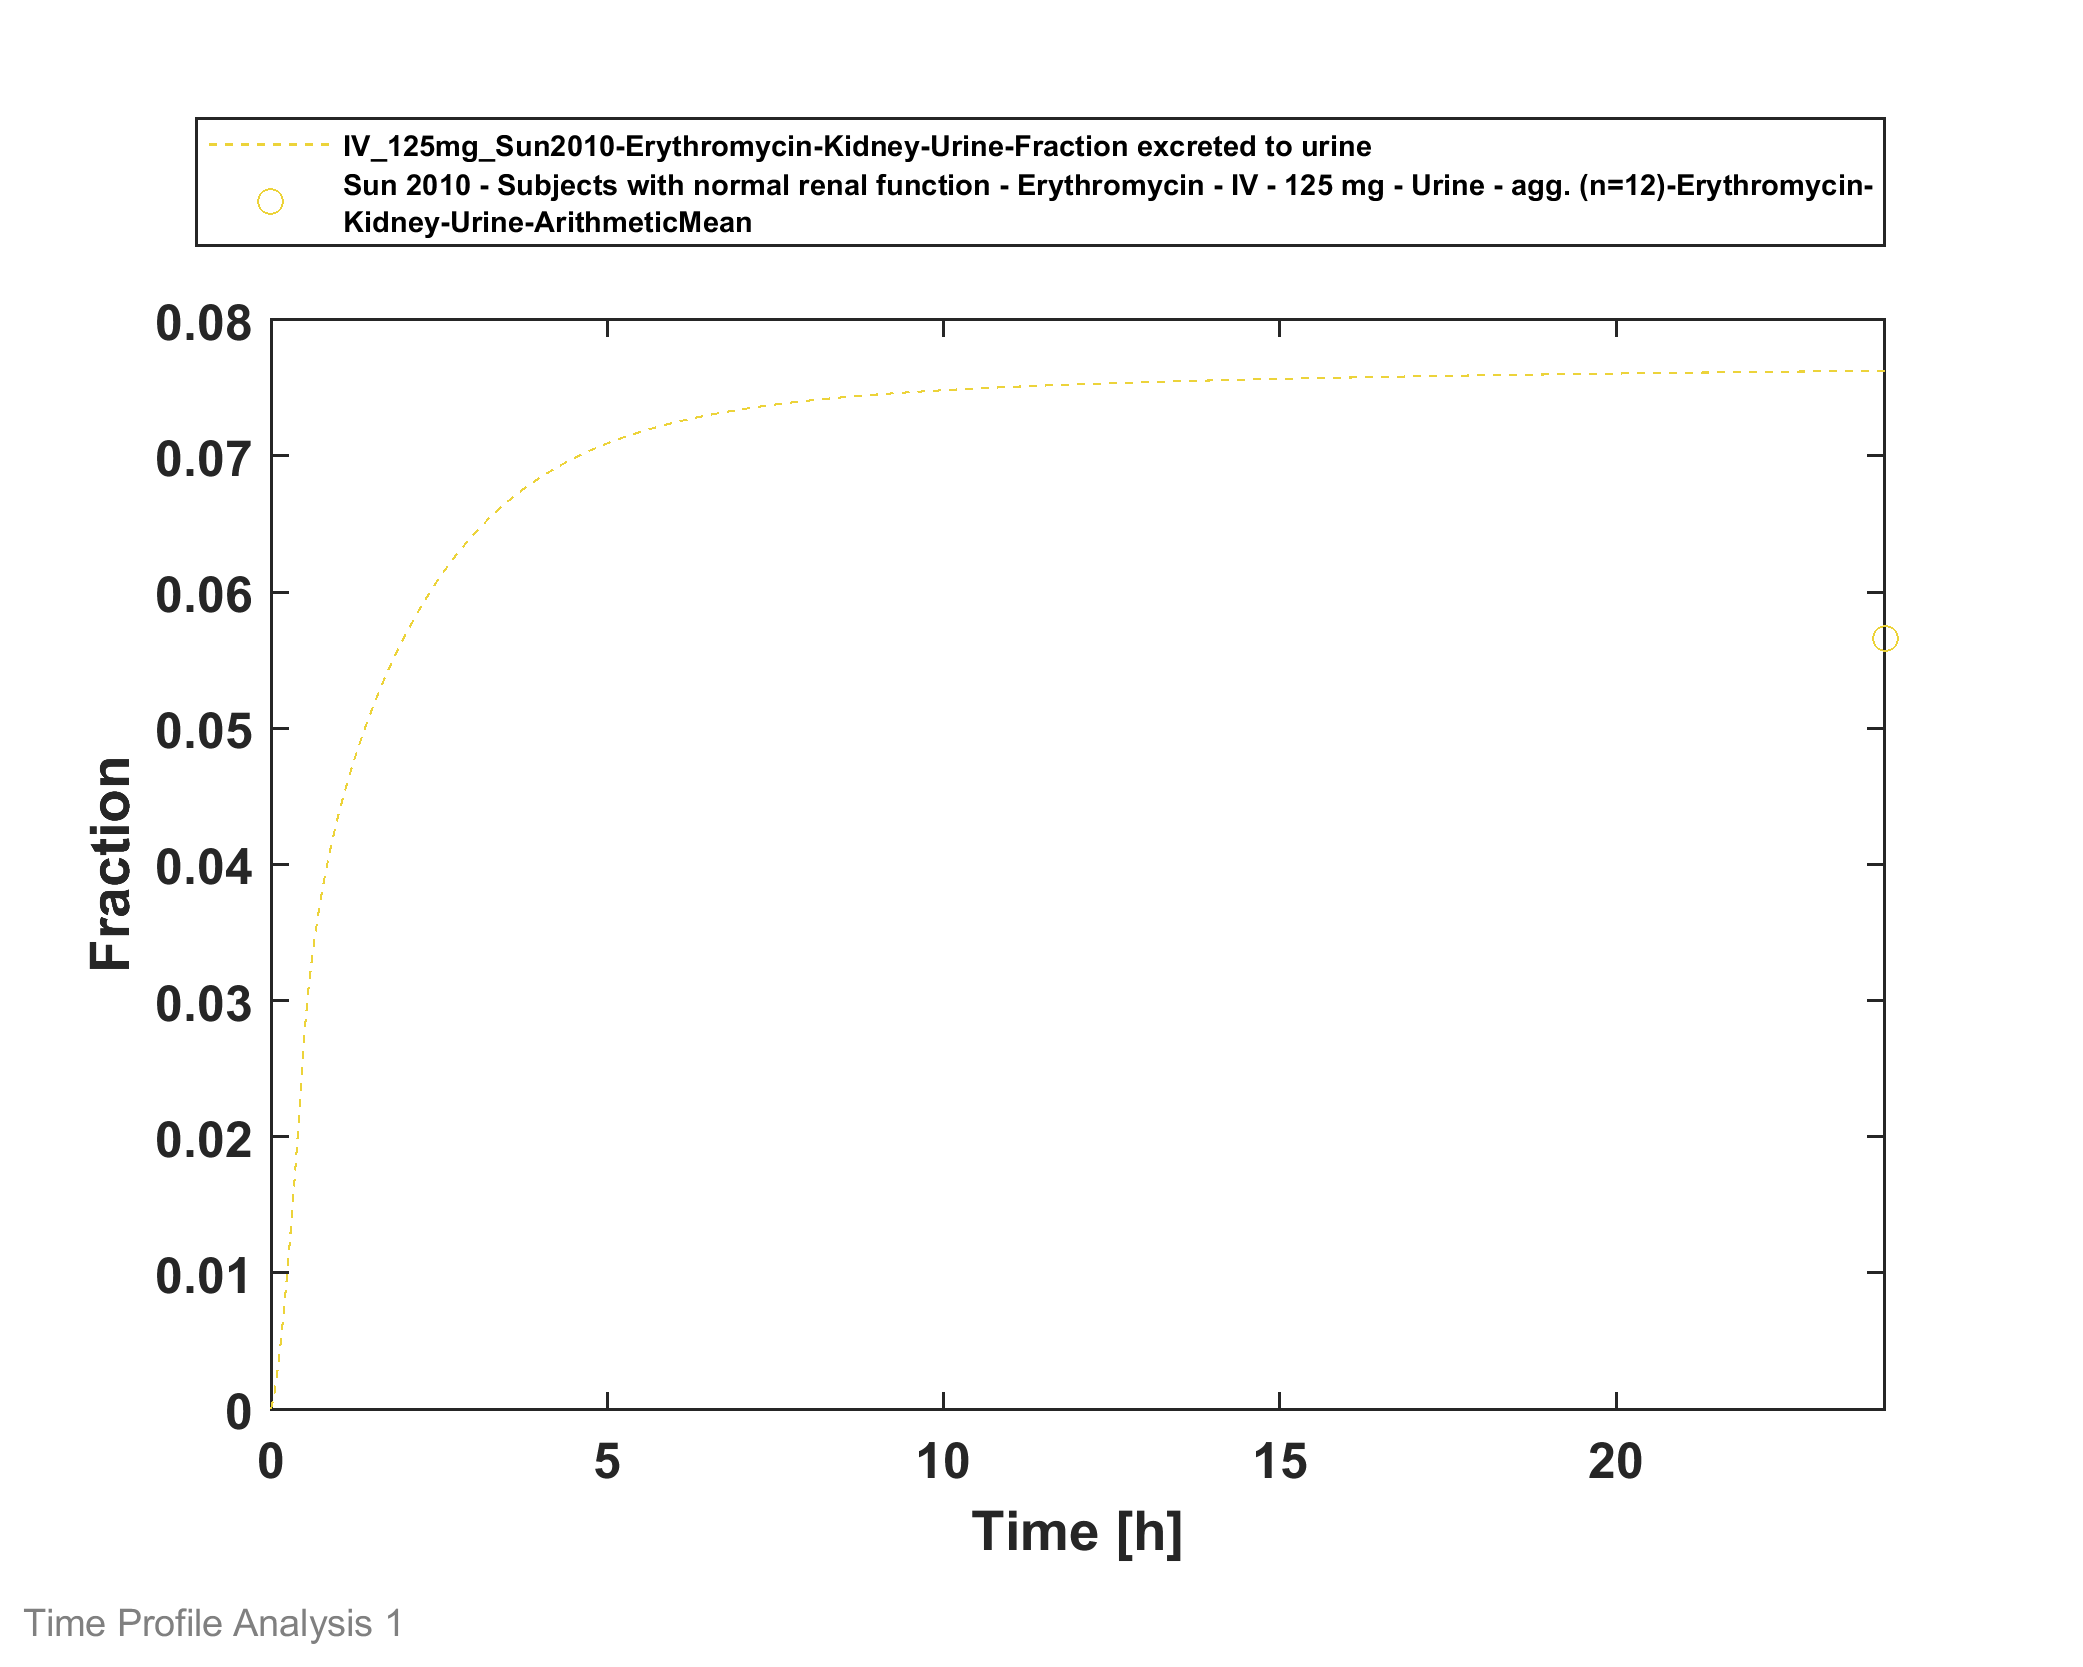 IV_125mg_Sun2010-Erythromycin-Kidney-Urine-Fraction excreted to urine
Sun 2010 - Subjects with normal renal function - Erythromycin - IV - 125 mg - Urine - agg. (n=12)-Erythromycin-
Kidney-Urine-ArithmeticMean
0.08
0.07
0.06
0.05
0.04
0.03
0.02
0.01
0
Fraction
0 5 10 15 20
Time [h]
Time Profile Analysis 1